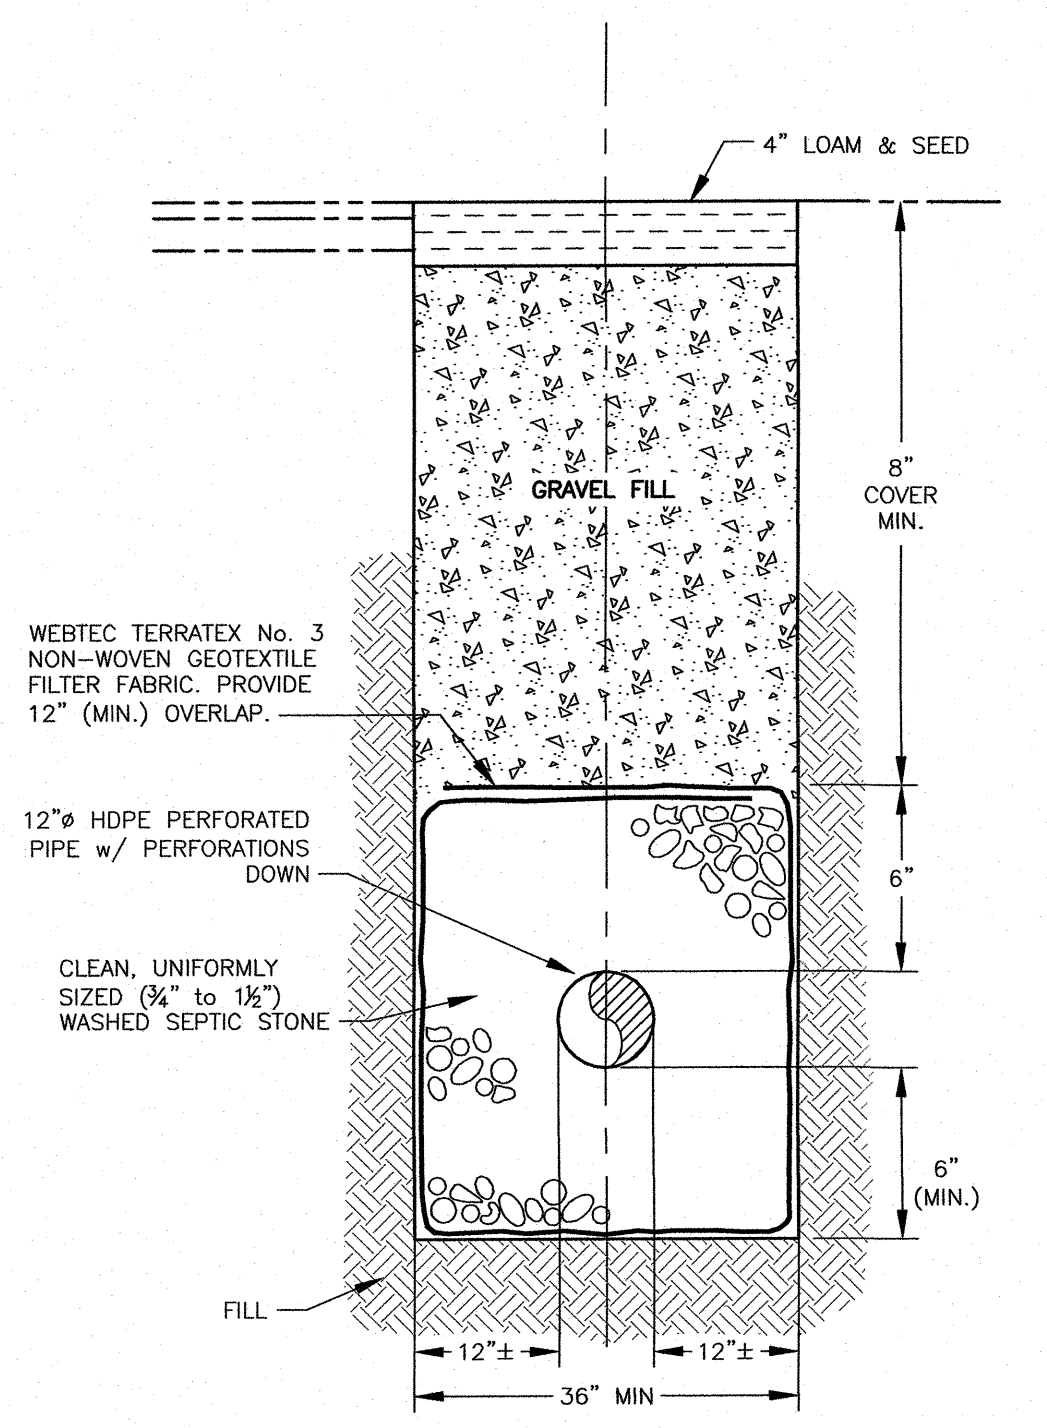 4" LOAM & SEED
GRAVEL FILL
8"
COVER
MIN.
WEBTEC TERRATEX No. 3
NON-WOVEN GEOTEXTILE
FILTER FABRIC. PROVIDE
12" (MIN.) OVERLAP.
12"ø HDPE PERFORATED
PIPE w/ PERFORATIONS
DOWN
6"
CLEAN, UNIFORMLY
SIZED (¾" to 1½")
WASHED SEPTIC STONE
6"
(MIN.)
FILL
12"±
12"±
36" MIN